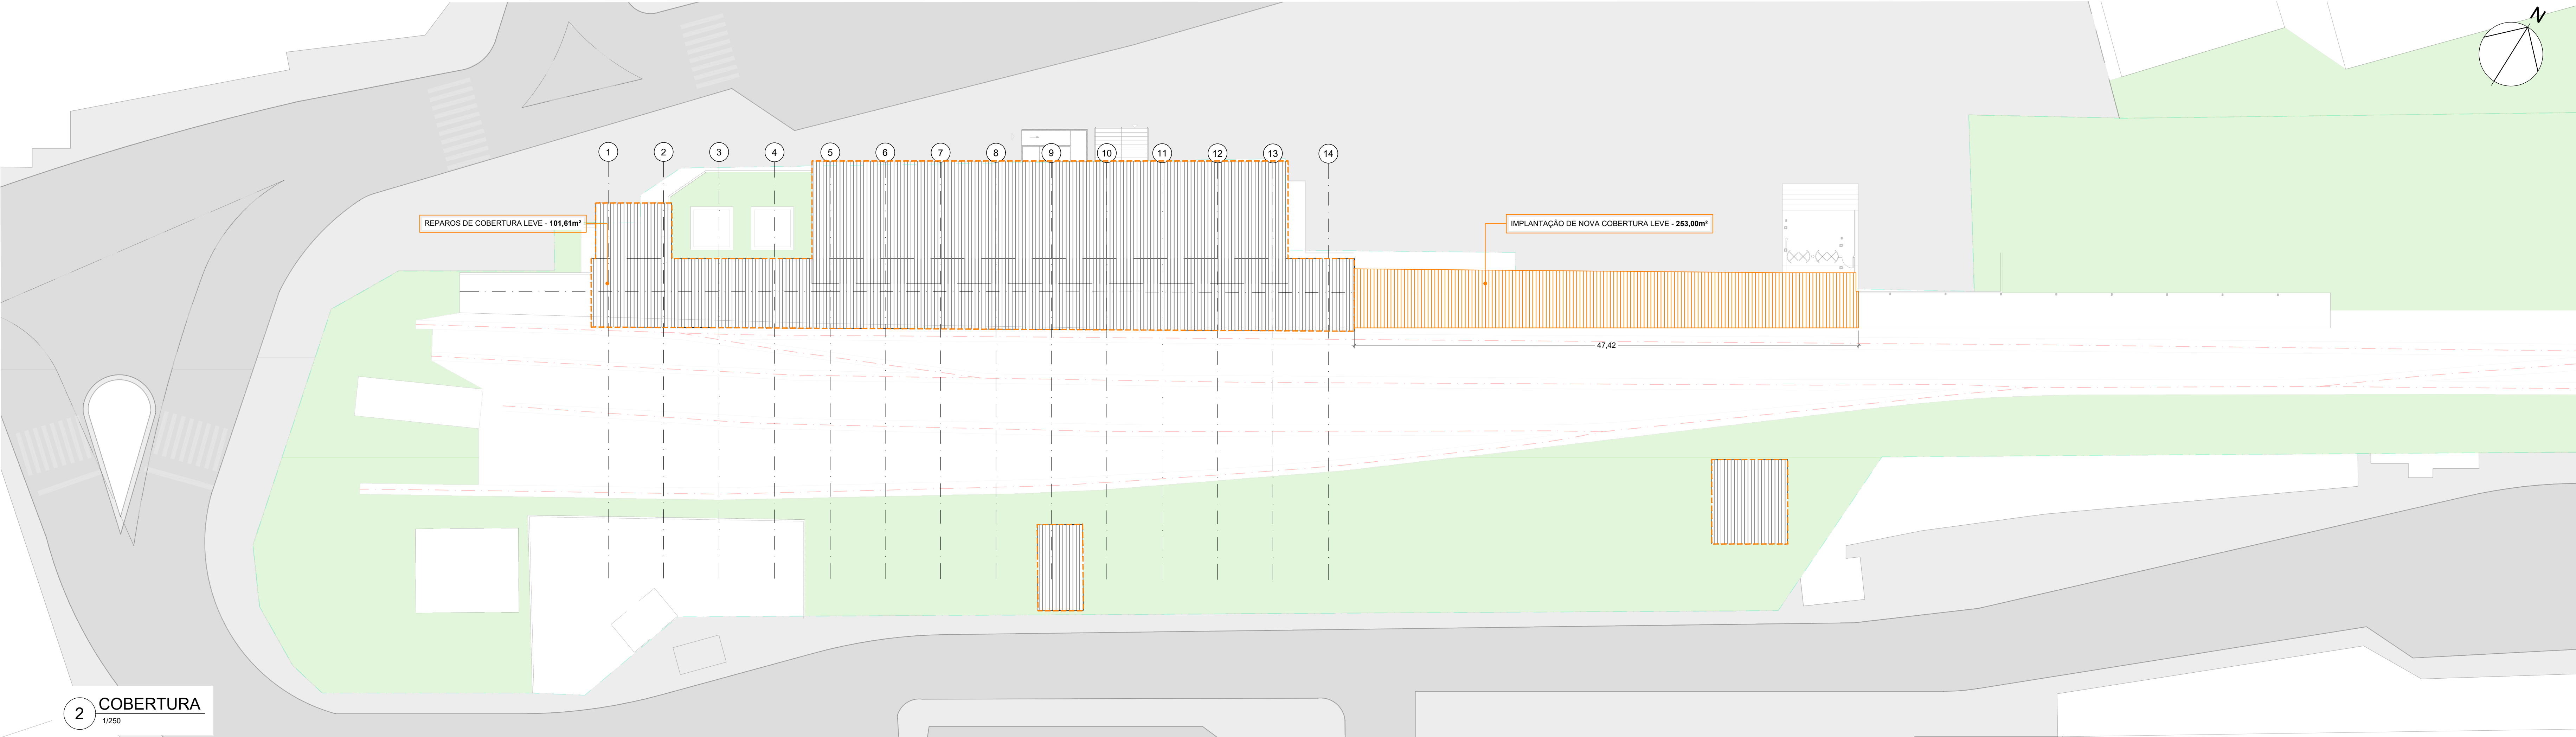 N
1 2 3 4 5 6 7 8 9 10 11 12 13 14
REPAROS DE COBERTURA LEVE - 101,61m²
IMPLANTAÇÃO DE NOVA COBERTURA LEVE - 253,00m²
47,42
2 COBERTURA
1/250